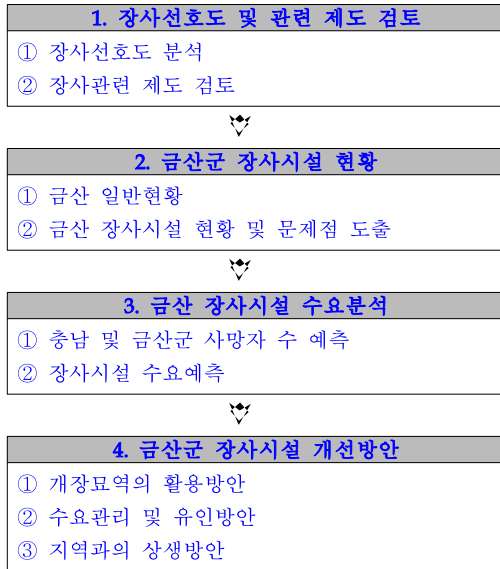 1. 장사선호도 및 관련 제도 검토
① 장사선호도 분석
② 장사관련 제도 검토
2. 금산군 장사시설 현황
① 금산 일반현황
② 금산 장사시설 현황 및 문제점 도출
3. 금산 장사시설 수요분석
① 충남 및 금산군 사망자 수 예측
② 장사시설 수요예측
4. 금산군 장사시설 개선방안
① 개장묘역의 활용방안
② 수요관리 및 유인방안
③ 지역과의 상생방안